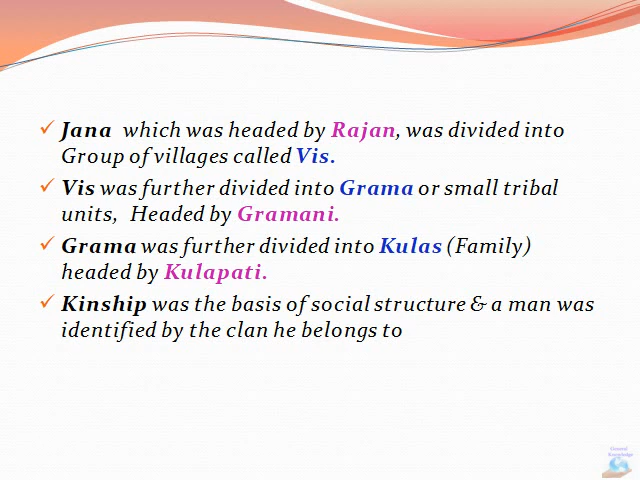 ✓ Jana which was headed by Rajan, was divided into
Group of villages called Vis.
✓ Vis was further divided into Grama or small tribal
units, Headed by Gramani.
✓ Grama was further divided into Kulas (Family)
headed by Kulapati.
✓ Kinship was the basis of social structure & a man was
identified by the clan he belongs to
General
Knowledge